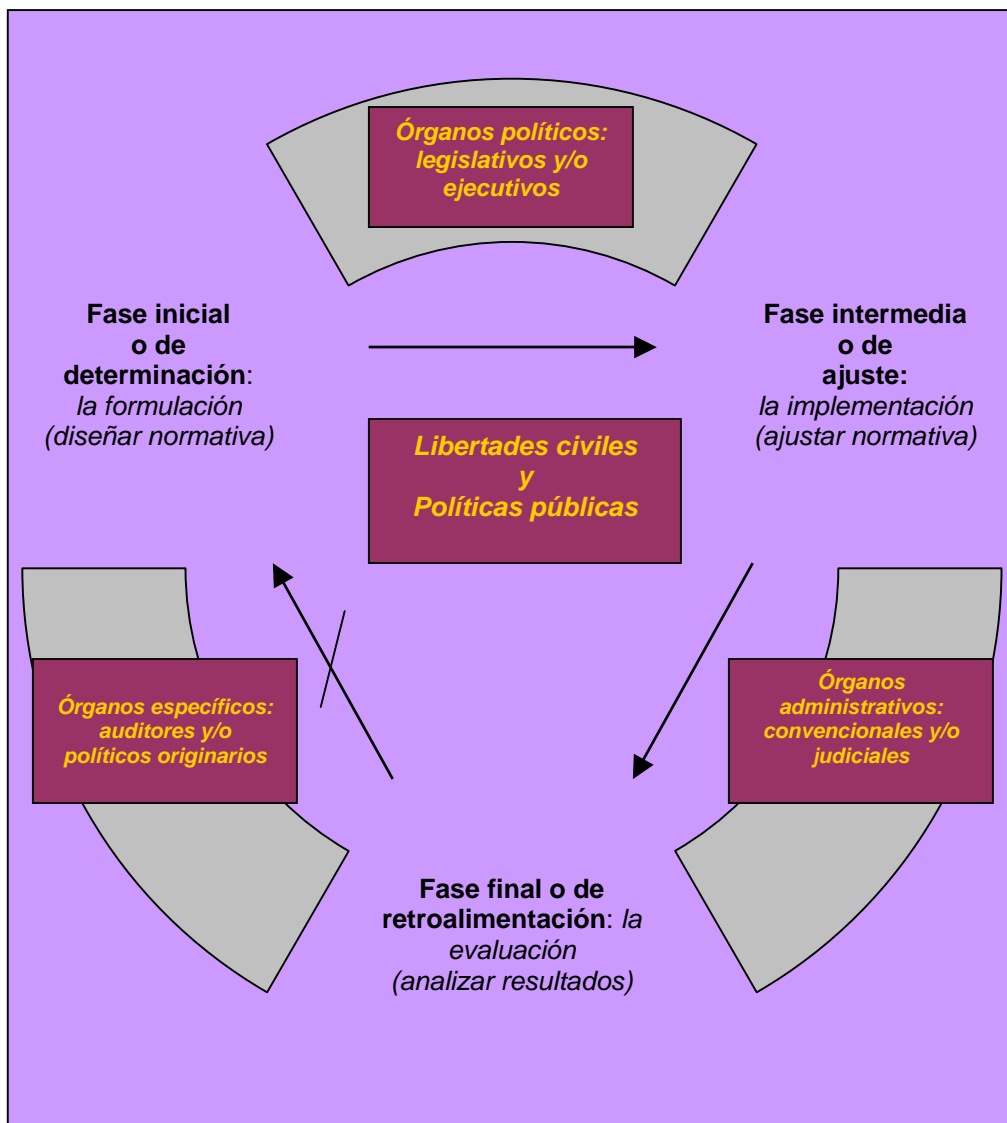 Órganos políticos:
legislativos y/o
ejecutivos
Fase inicial
o de
determinación:
la formulación
(diseñar normativa)
Fase intermedia
o de
ajuste:
la implementación
(ajustar normativa)
Libertades civiles
y
Políticas públicas
Órganos específicos:
auditores y/o
políticos originarios
Órganos
administrativos:
convencionales y/o
judiciales
Fase final o de
retroalimentación: la
evaluación
(analizar resultados)